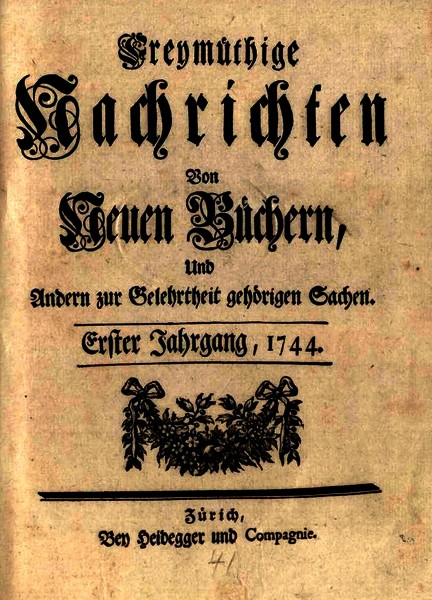 Freymüthige
Nachrichten
Von
Neuen Büchern,
Und
Andern zur Gelehrtheit gehörigen Sachen.
Erster Jahrgang, 1744.
Zürich,
Bey Heidegger und Compagnie.
41